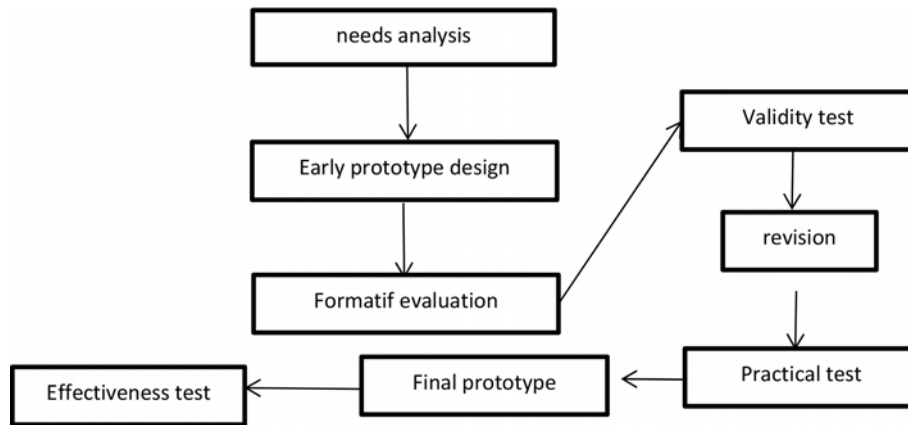 needs analysis
Early prototype design
Formatif evaluation
Validity test
revision
Practical test
Final prototype
Effectiveness test